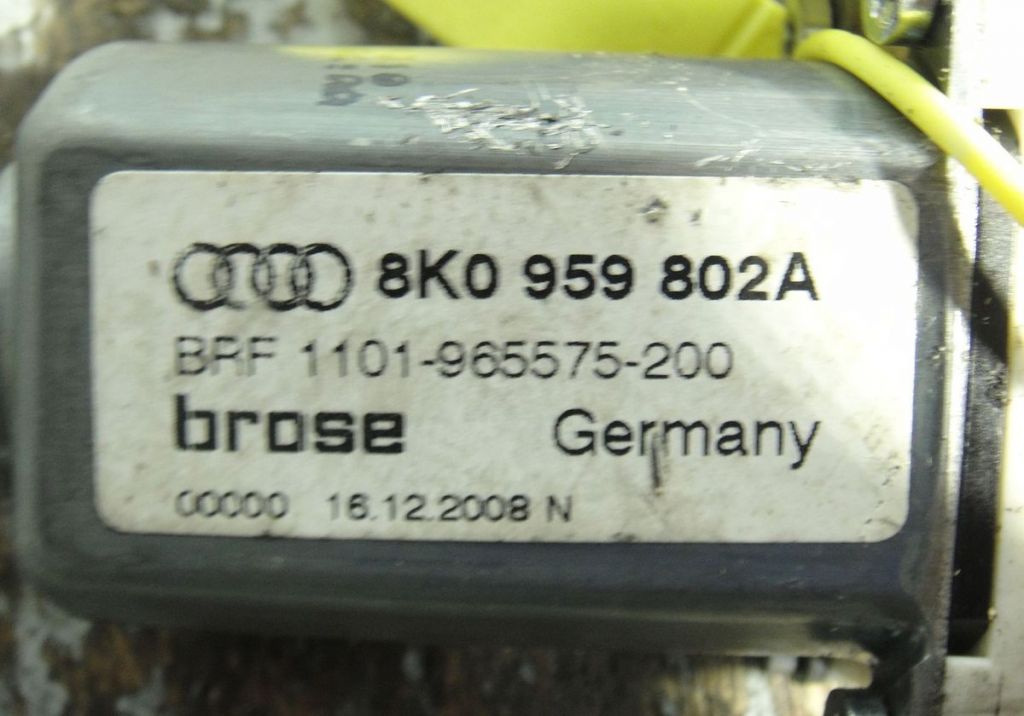 8K0 959 802A
BRF 1101-965575-200
brose Germany
00000 16.12.2008 N